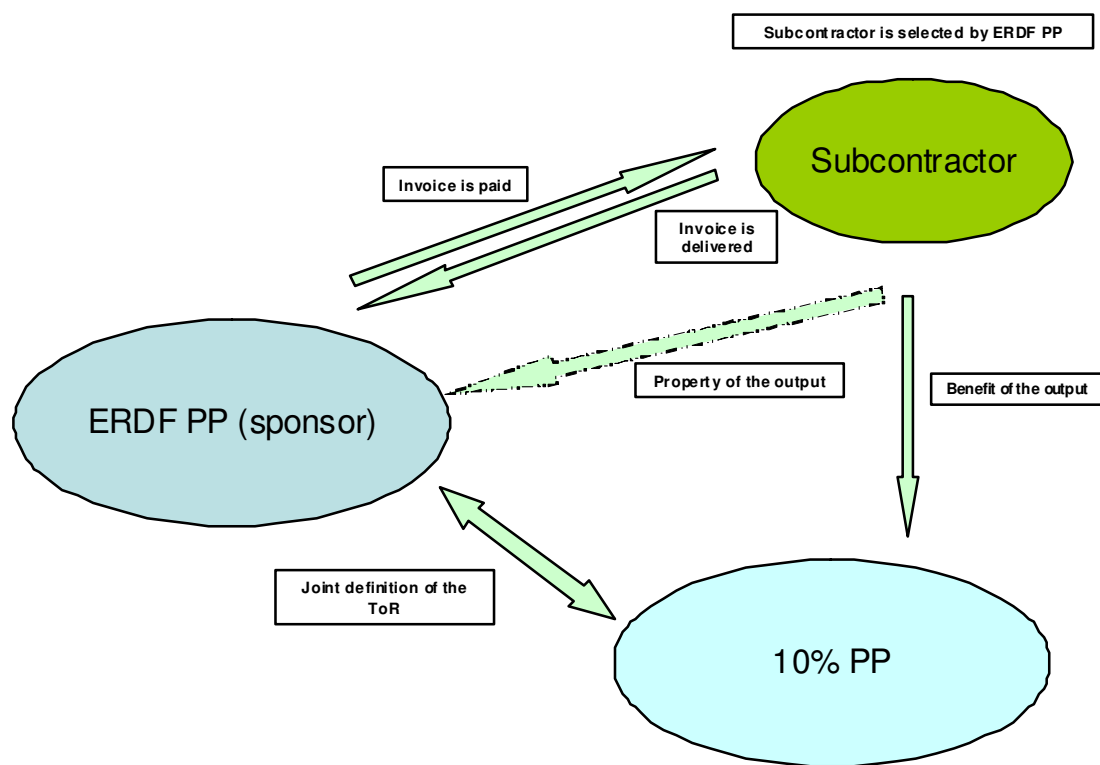 Subcontractor is selected by ERDF PP
Subcontractor
Invoice is paid
Invoice is
delivered
Property of the output
Benefit of the output
ERDF PP (sponsor)
Joint definition of the
ToR
10% PP